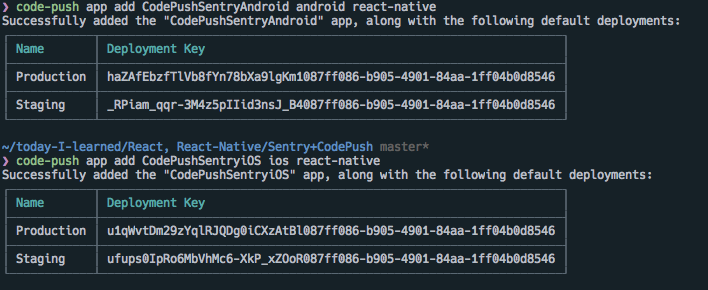 ❯ code-push app add CodePushSentryAndroid android react-native
Successfully added the "CodePushSentryAndroid" app, along with the following default deployments:
Name Deployment Key
Production haZAfEbzfTlVb8fYn78bXa9lgKm1087ff086-b905-4901-84aa-1ff04b0d8546
Staging _RPiam_qqr-3M4z5pIIid3nsJ_B4087ff086-b905-4901-84aa-1ff04b0d8546
~/today-I-learned/React, React-Native/Sentry+CodePush master*
❯ code-push app add CodePushSentryiOS ios react-native
Successfully added the "CodePushSentryiOS" app, along with the following default deployments:
Name Deployment Key
Production u1qWvtDm29zYqlRJQDg0iCXzAtBl087ff086-b905-4901-84aa-1ff04b0d8546
Staging ufups0IpRo6MbVhMc6-XkP_xZOoR087ff086-b905-4901-84aa-1ff04b0d8546